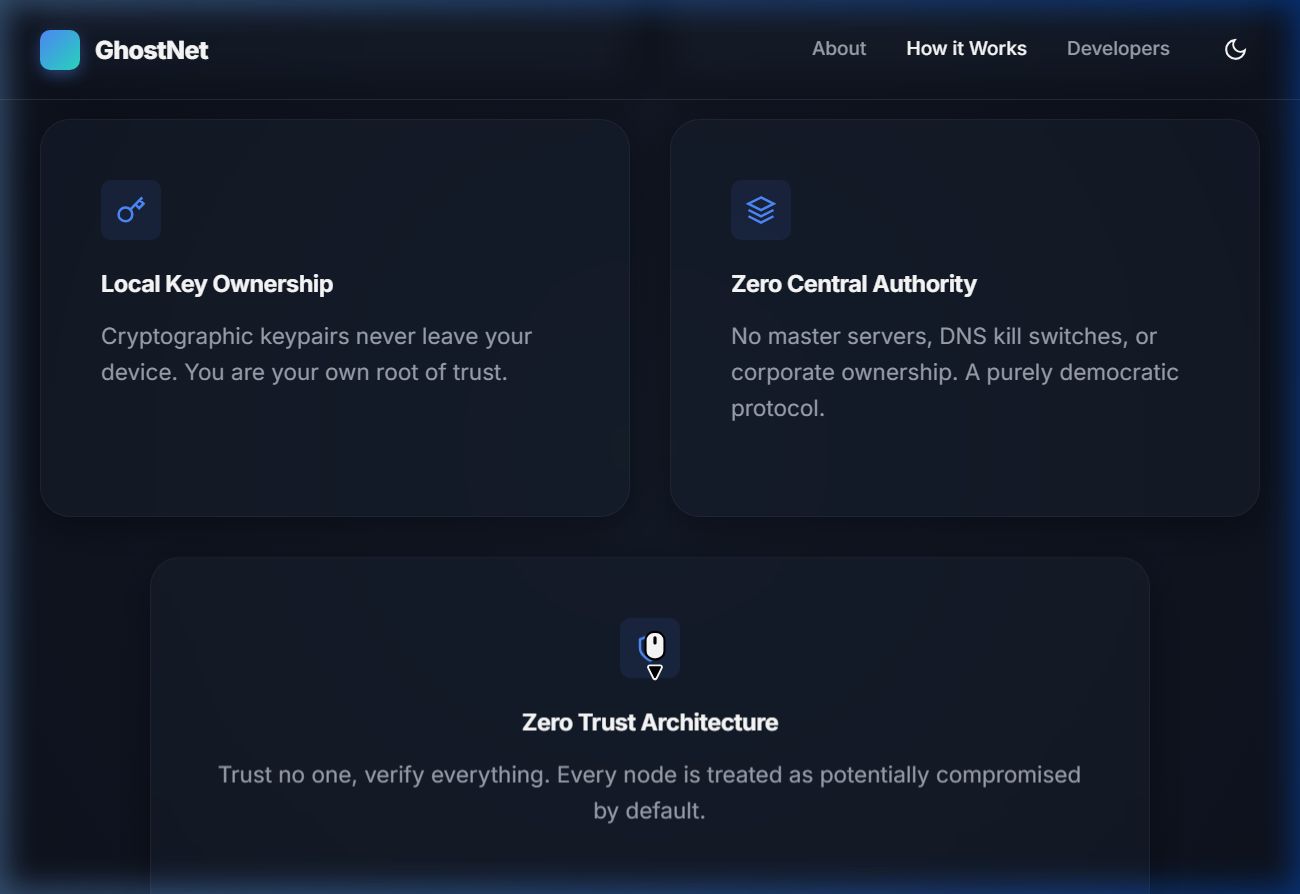 GhostNet
About
How it Works
Developers
Local Key Ownership
Cryptographic keypairs never leave your
device. You are your own root of trust.
Zero Central Authority
No master servers, DNS kill switches, or
corporate ownership. A purely democratic
protocol.
Zero Trust Architecture
Trust no one, verify everything. Every node is treated as potentially compromised
by default.